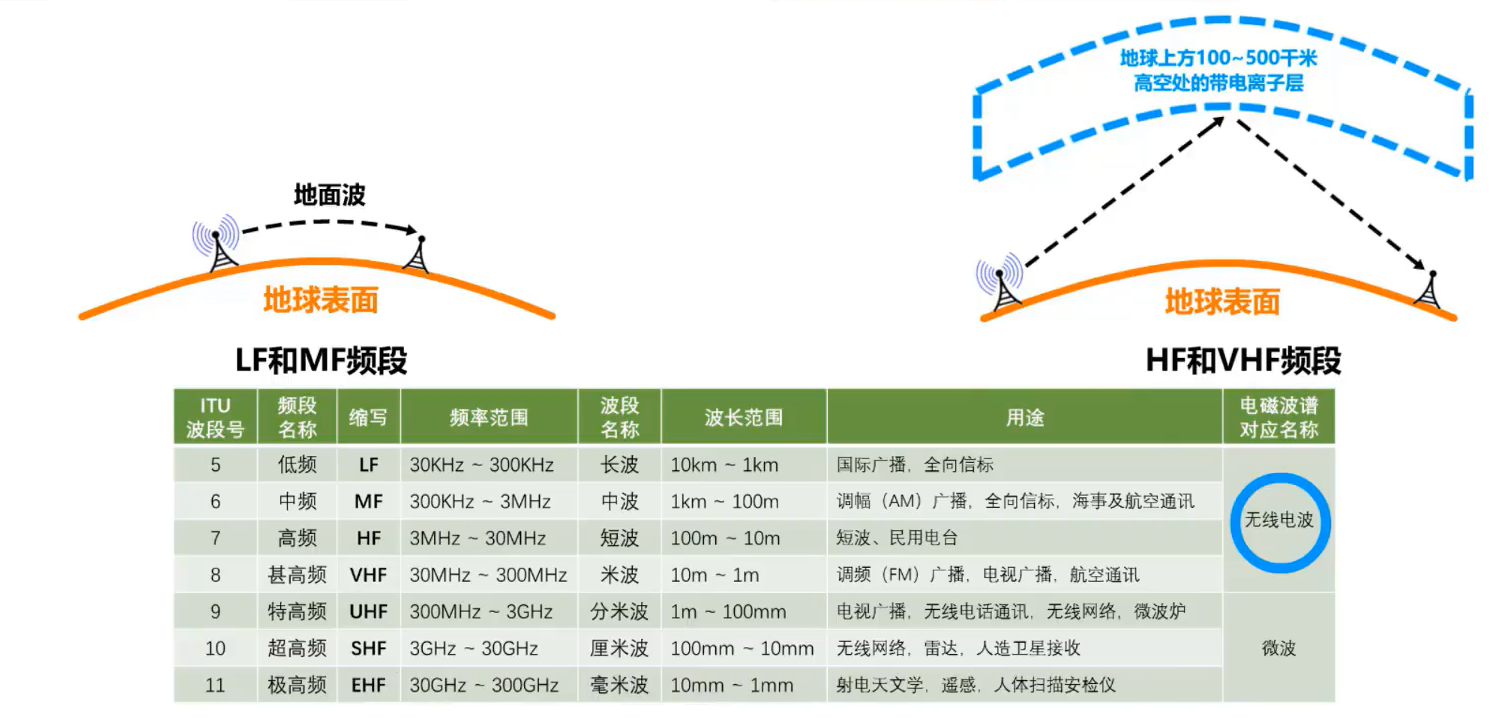 地球上方100~500千米
高空处的带电离子层
地面波
地球表面
地球表面
LF和MF频段
HF和VHF频段
ITU 波段号 频段名称 缩写 频率范围 波段名称 波长范围 用途 电磁波谱对应名称
5 低频 LF 30KHz ~ 300KHz 长波 10km ~ 1km 国际广播，全向信标 无线电波
6 中频 MF 300KHz ~ 3MHz 中波 1km ~ 100m 调幅（AM）广播，全向信标，海事及航空通讯
7 高频 HF 3MHz ~ 30MHz 短波 100m ~ 10m 短波、民用电台
8 甚高频 VHF 30MHz ~ 300MHz 米波 10m ~ 1m 调频（FM）广播，电视广播，航空通讯
9 特高频 UHF 300MHz ~ 3GHz 分米波 1m ~ 100mm 电视广播，无线电话通讯，无线网络，微波炉 微波
10 超高频 SHF 3GHz ~ 30GHz 厘米波 100mm ~ 10mm 无线网络，雷达，人造卫星接收
11 极高频 EHF 30GHz ~ 300GHz 毫米波 10mm ~ 1mm 射电天文学，遥感，人体扫描安检仪